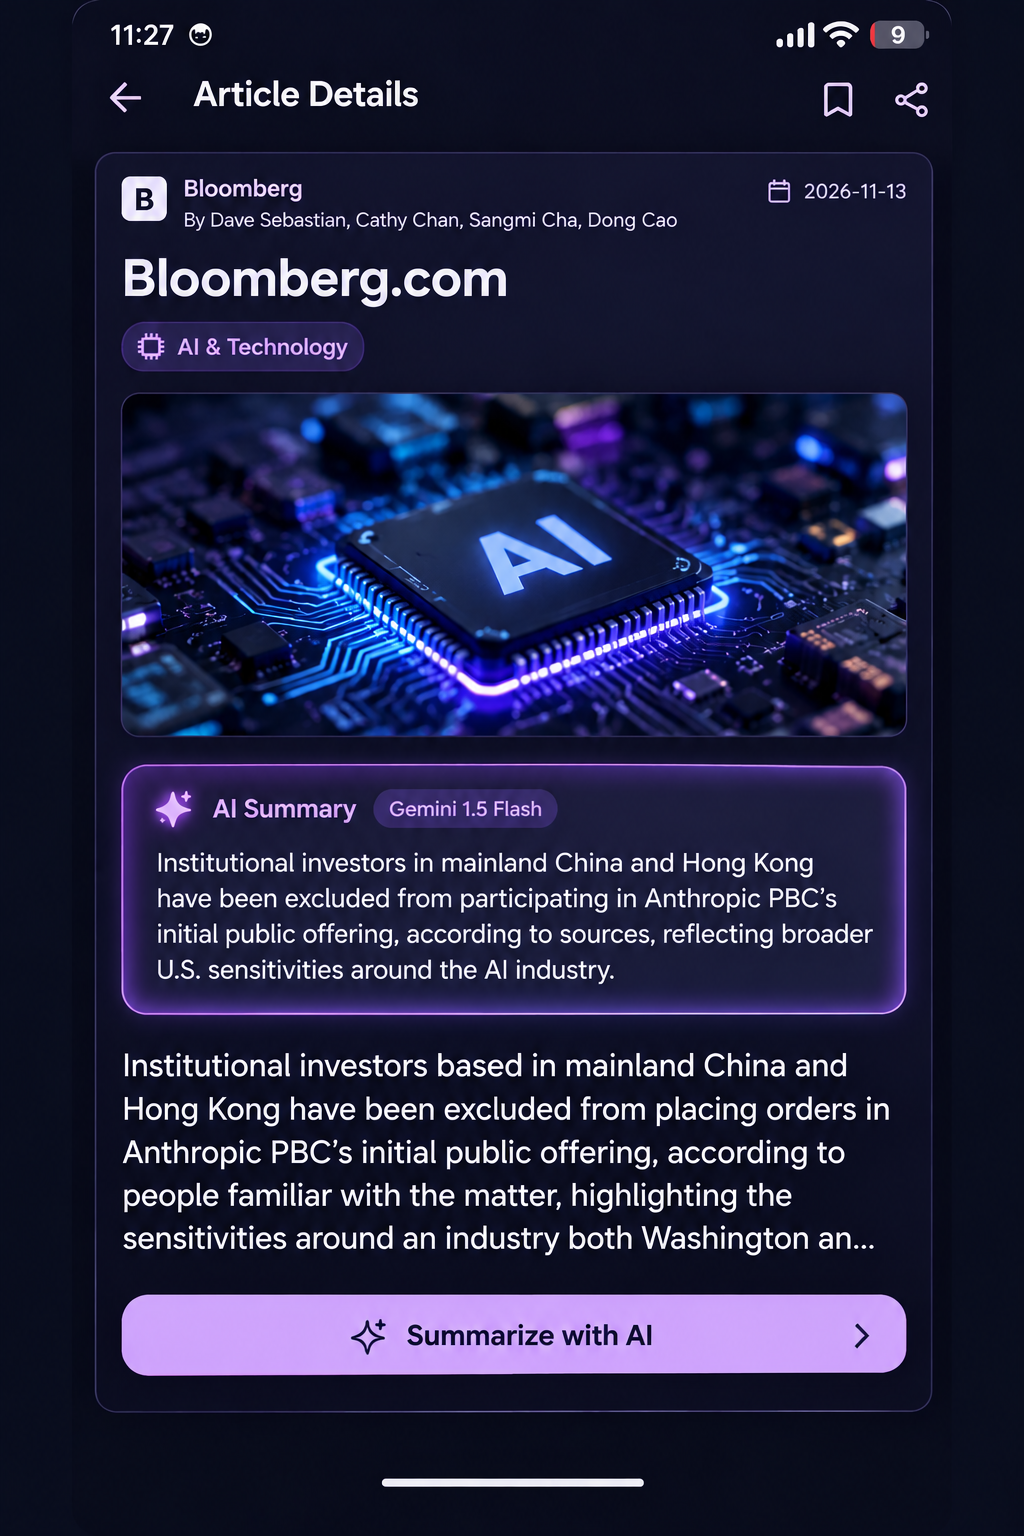 11:27
9
Article Details
B
Bloomberg
2026-11-13
By Dave Sebastian, Cathy Chan, Sangmi Cha, Dong Cao
Bloomberg.com
AI & Technology
AI
AI Summary
Gemini 1.5 Flash
Institutional investors in mainland China and Hong Kong
have been excluded from participating in Anthropic PBC’s
initial public offering, according to sources, reflecting broader
U.S. sensitivities around the AI industry.
Institutional investors based in mainland China and
Hong Kong have been excluded from placing orders in
Anthropic PBC’s initial public offering, according to
people familiar with the matter, highlighting the
sensitivities around an industry both Washington an...
Summarize with AI